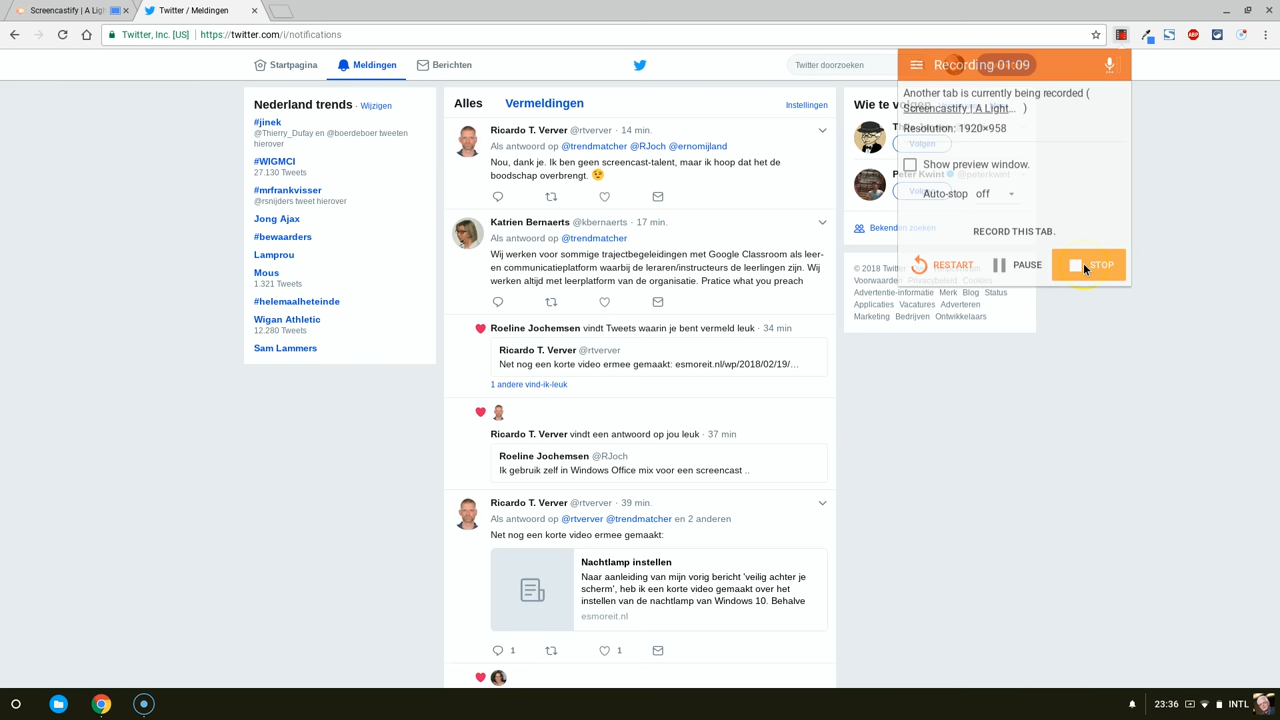 Screencastify | A Ligh
Twitter / Meldingen
Twitter, Inc. [US]
https://twitter.com/i/notifications
Startpagina
Meldingen
Berichten
Twitter doorzoeken
Nederland trends · Wijzigen
#jinek
@Thierry_Dufay en @boerdeboer tweeten
hierover
#WIGMCI
27.130 Tweets
#mrfrankvisser
@rsnijders tweet hierover
Jong Ajax
#bewaarders
Lamprou
Mous
1.321 Tweets
#helemaalheteinde
Wigan Athletic
12.280 Tweets
Sam Lammers
Alles
Vermeldingen
Instellingen
Ricardo T. Verver @rtverver · 14 min.
Als antwoord op @trendmatcher @RJoch @ernomijland
Nou, dank je. Ik ben geen screencast-talent, maar ik hoop dat het de
boodschap overbrengt.
Katrien Bernaerts @kbernaerts · 17 min.
Als antwoord op @trendmatcher
Wij werken voor sommige trajectbegeleidingen met Google Classroom als leer-
en communicatieplatform waarbij de leraren/instructeurs de leerlingen zijn. Wij
werken altijd met leerplatform van de organisatie. Pratice what you preach
Roeline Jochemsen vindt Tweets waarin je bent vermeld leuk · 34 min
Ricardo T. Verver @rtverver
Net nog een korte video ermee gemaakt: esmoreit.nl/wp/2018/02/19/…
1 andere vind-ik-leuk
Ricardo T. Verver vindt een antwoord op jou leuk · 37 min
Roeline Jochemsen @RJoch
Ik gebruik zelf in Windows Office mix voor een screencast ..
Ricardo T. Verver @rtverver · 39 min.
Als antwoord op @rtverver @trendmatcher en 2 anderen
Net nog een korte video ermee gemaakt:
Nachtlamp instellen
Naar aanleiding van mijn vorig bericht 'veilig achter je
scherm', heb ik een korte video gemaakt over het
instellen van de nachtlamp van Windows 10. Behalve
esmoreit.nl
1
1
Wie te volgen
Volgen
Peter Kwint @peterkwint
Volgen
Bekenden zoeken
© 2018 Twitter
Voorwaarden Privacybeleid Cookies
Advertentie-informatie Merk Blog Status
Applicaties Vacatures Adverteren
Marketing Bedrijven Ontwikkelaars
Recording 01:09
Another tab is currently being recorded (
Screencastify | A Light... )
Resolution: 1920×958
Show preview window.
Auto-stop off
RECORD THIS TAB.
RESTART
PAUSE
STOP
ABP
23:36
INTL